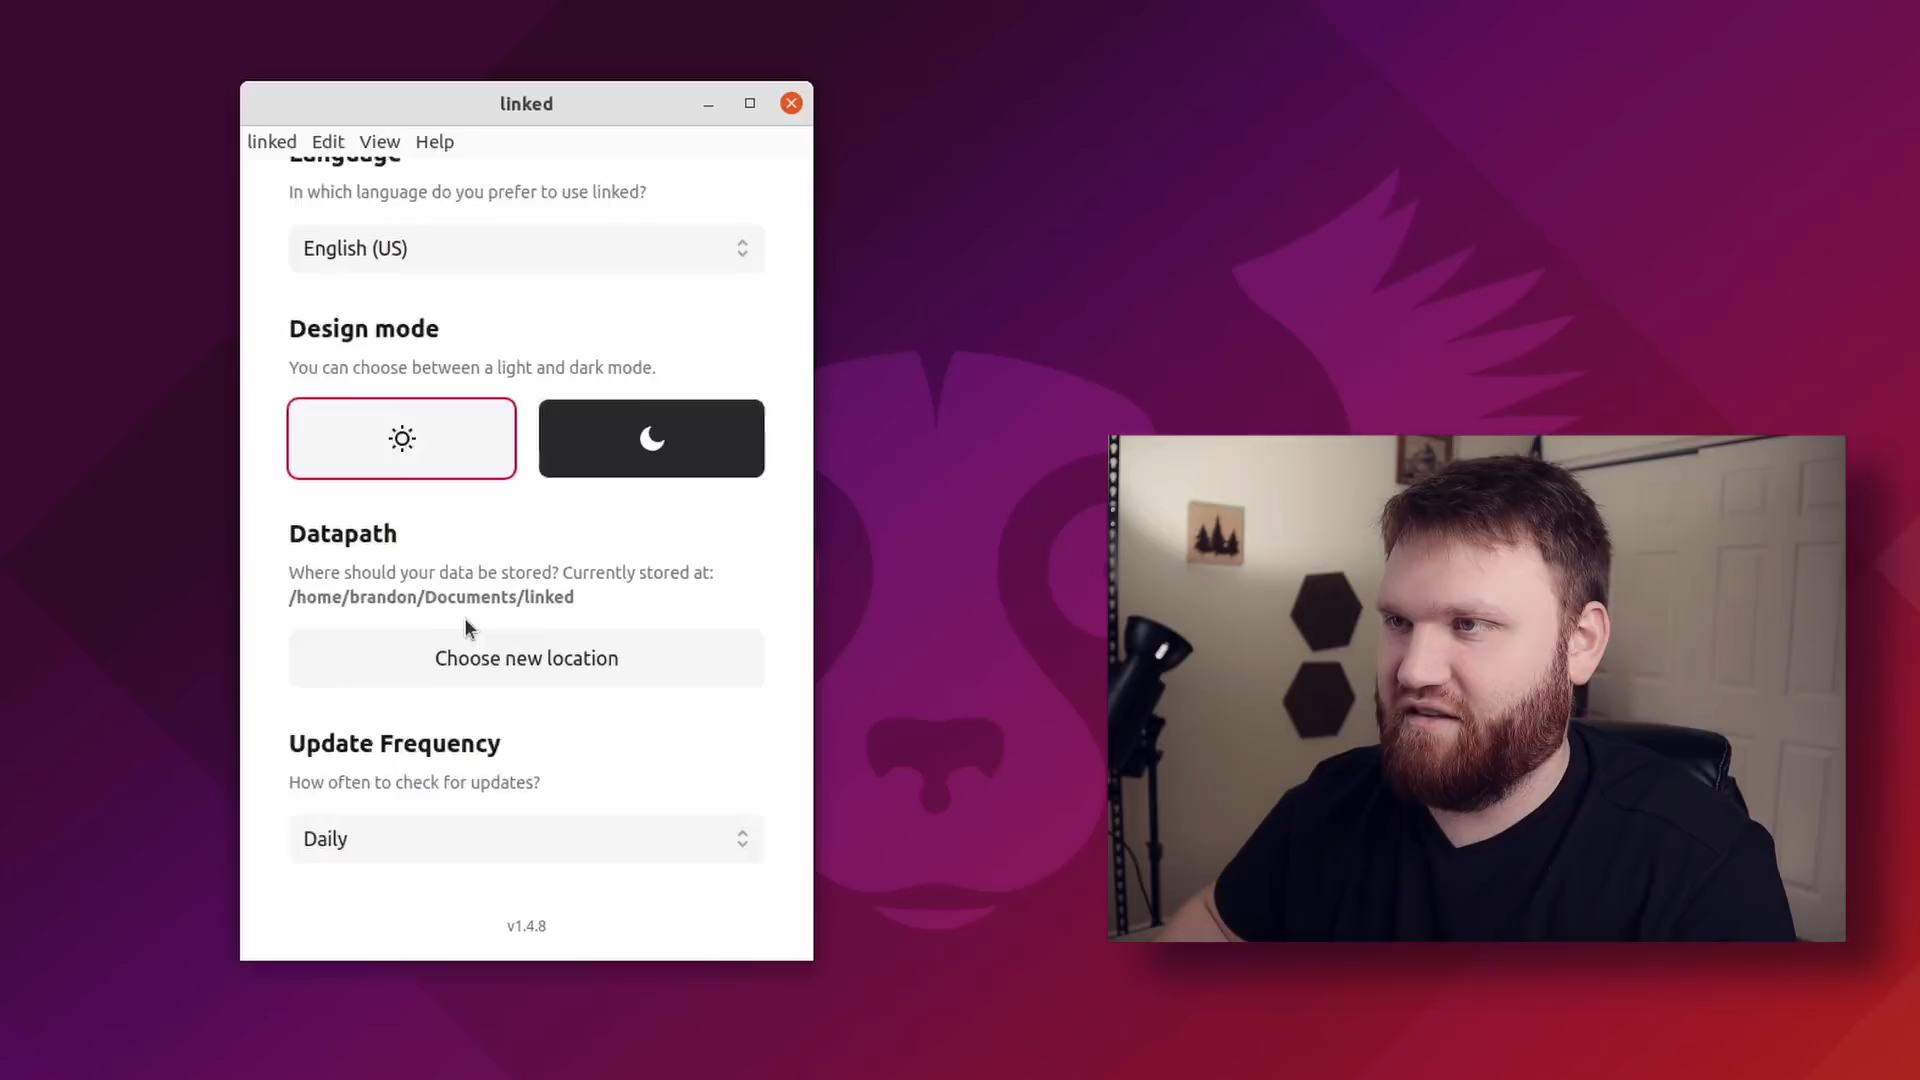 linked
linked Edit View Help
Language
In which language do you prefer to use linked?
English (US)
Design mode
You can choose between a light and dark mode.
Datapath
Where should your data be stored? Currently stored at:
/home/brandon/Documents/linked
Choose new location
Update Frequency
How often to check for updates?
Daily
v1.4.8